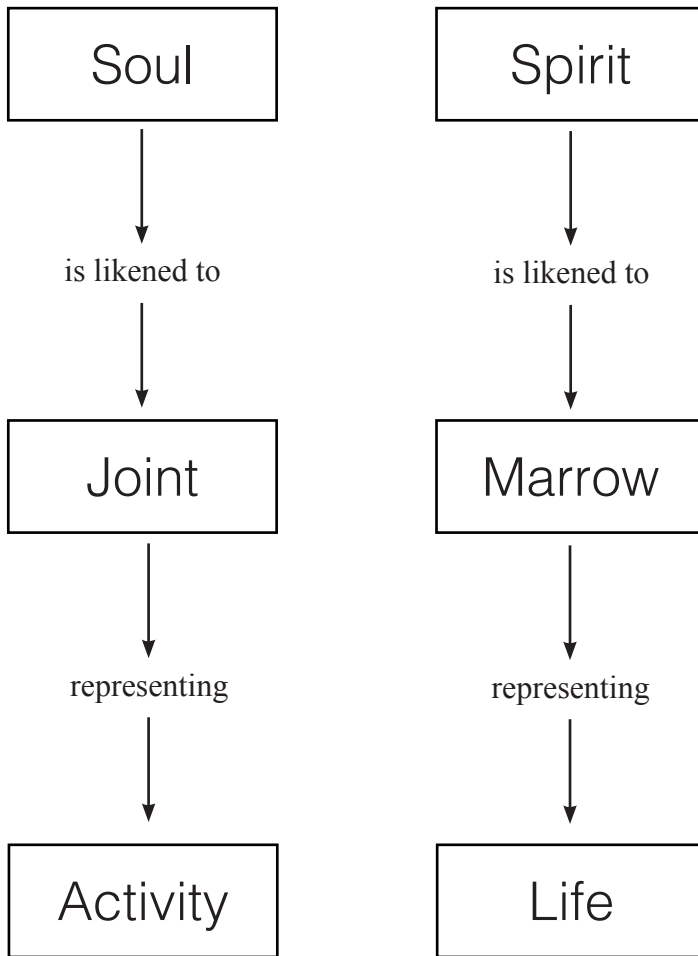 Soul
Spirit
is likened to
is likened to
Joint
Marrow
representing
representing
Activity
Life